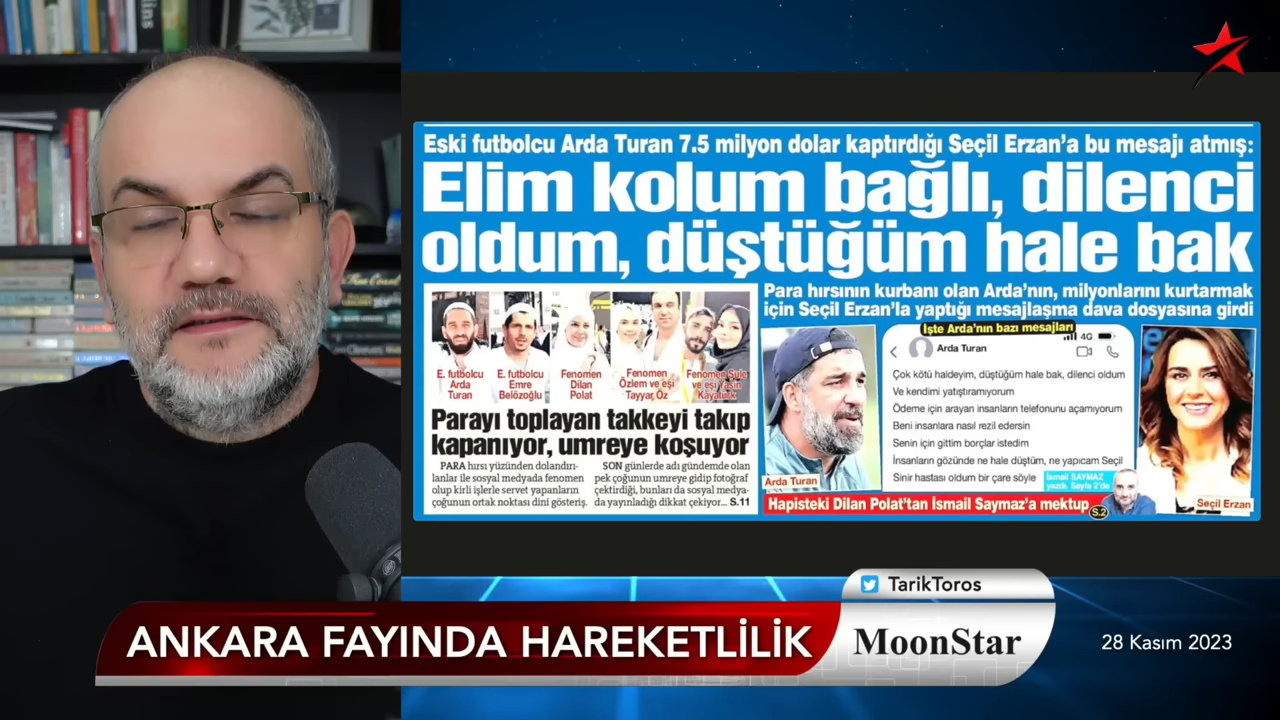 Eski futbolcu Arda Turan 7.5 milyon dolar kaptırdığı Seçil Erzan'a bu mesajı atmış:
Elim kolum bağlı, dilenci
oldum, düştüğüm hale bak
E. futbolcu
Arda
Turan
E. futbolcu
Emre
Belözoğlu
Fenomen
Dilan
Polat
Fenomen
Özlem ve eşi
Tayyar Öz
Fenomen Şule
ve eşi Yasin
Kayatürk
Parayı toplayan takkeyi takıp
kapanıyor, umreye koşuyor
PARA hırsı yüzünden dolandırı-
lanlar ile sosyal medyada fenomen
olup kirli işlerle servet yapanların
çoğunun ortak noktası dini gösteriş.
SON günlerde adı gündemde olan
pek çoğunun umreye gidip fotoğraf
çektirdiği, bunları da sosyal medya-
da yayınladığı dikkat çekiyor... S.11
Para hırsının kurbanı olan Arda'nın, milyonlarını kurtarmak
için Seçil Erzan'la yaptığı mesajlaşma dava dosyasına girdi
İşte Arda'nın bazı mesajları
4G
Arda Turan
Çok kötü haldeyim, düştüğüm hale bak, dilenci oldum
Ve kendimi yatıştıramıyorum
Ödeme için arayan insanların telefonunu açamıyorum
Beni insanlara nasıl rezil edersin
Senin için gittim borçlar istedim
İnsanların gözünde ne hale düştüm, ne yapıcam Seçil
Sinir hastası oldum bir çare söyle
İsmail SAYMAZ
yazdı. Sayfa 2'de
Arda Turan
Seçil Erzan
Hapisteki Dilan Polat'tan İsmail Saymaz'a mektup
S.2
TarikToros
ANKARA FAYINDA HAREKETLİLİK
MoonStar
28 Kasım 2023